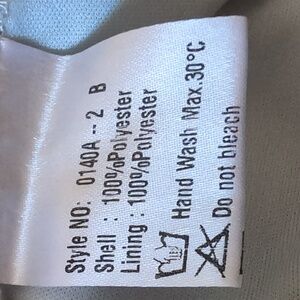 Style NO: 0140A -- 2 B
Shell : 100%Polyester
Lining : 100%Polyester
Hand Wash Max.30°C
Do not bleach